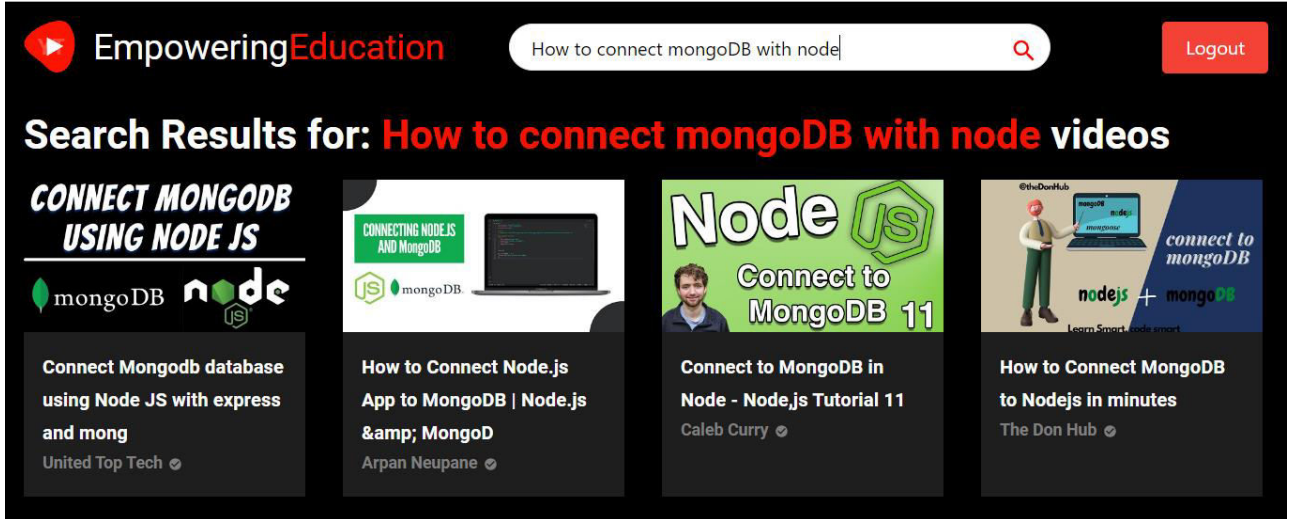 EmpoweringEducation
How to connect mongoDB with node
Logout
Search Results for: How to connect mongoDB with node videos
CONNECT MONGODB
USING NODE JS
mongoDB node
JS
Connect Mongodb database
using Node JS with express
and mong
United Top Tech
CONNECTING NODE.JS
AND MongoDB
JS mongoDB.
How to Connect Node.js
App to MongoDB | Node.js
&amp; MongoD
Arpan Neupane
Node JS
Connect to
MongoDB 11
Connect to MongoDB in
Node - Node,js Tutorial 11
Caleb Curry
@theDonHub
mongoDB
nodejs
mongoose
connect to
mongoDB
nodejs + mongoDB
Learn Smart, code smart
How to Connect MongoDB
to Nodejs in minutes
The Don Hub